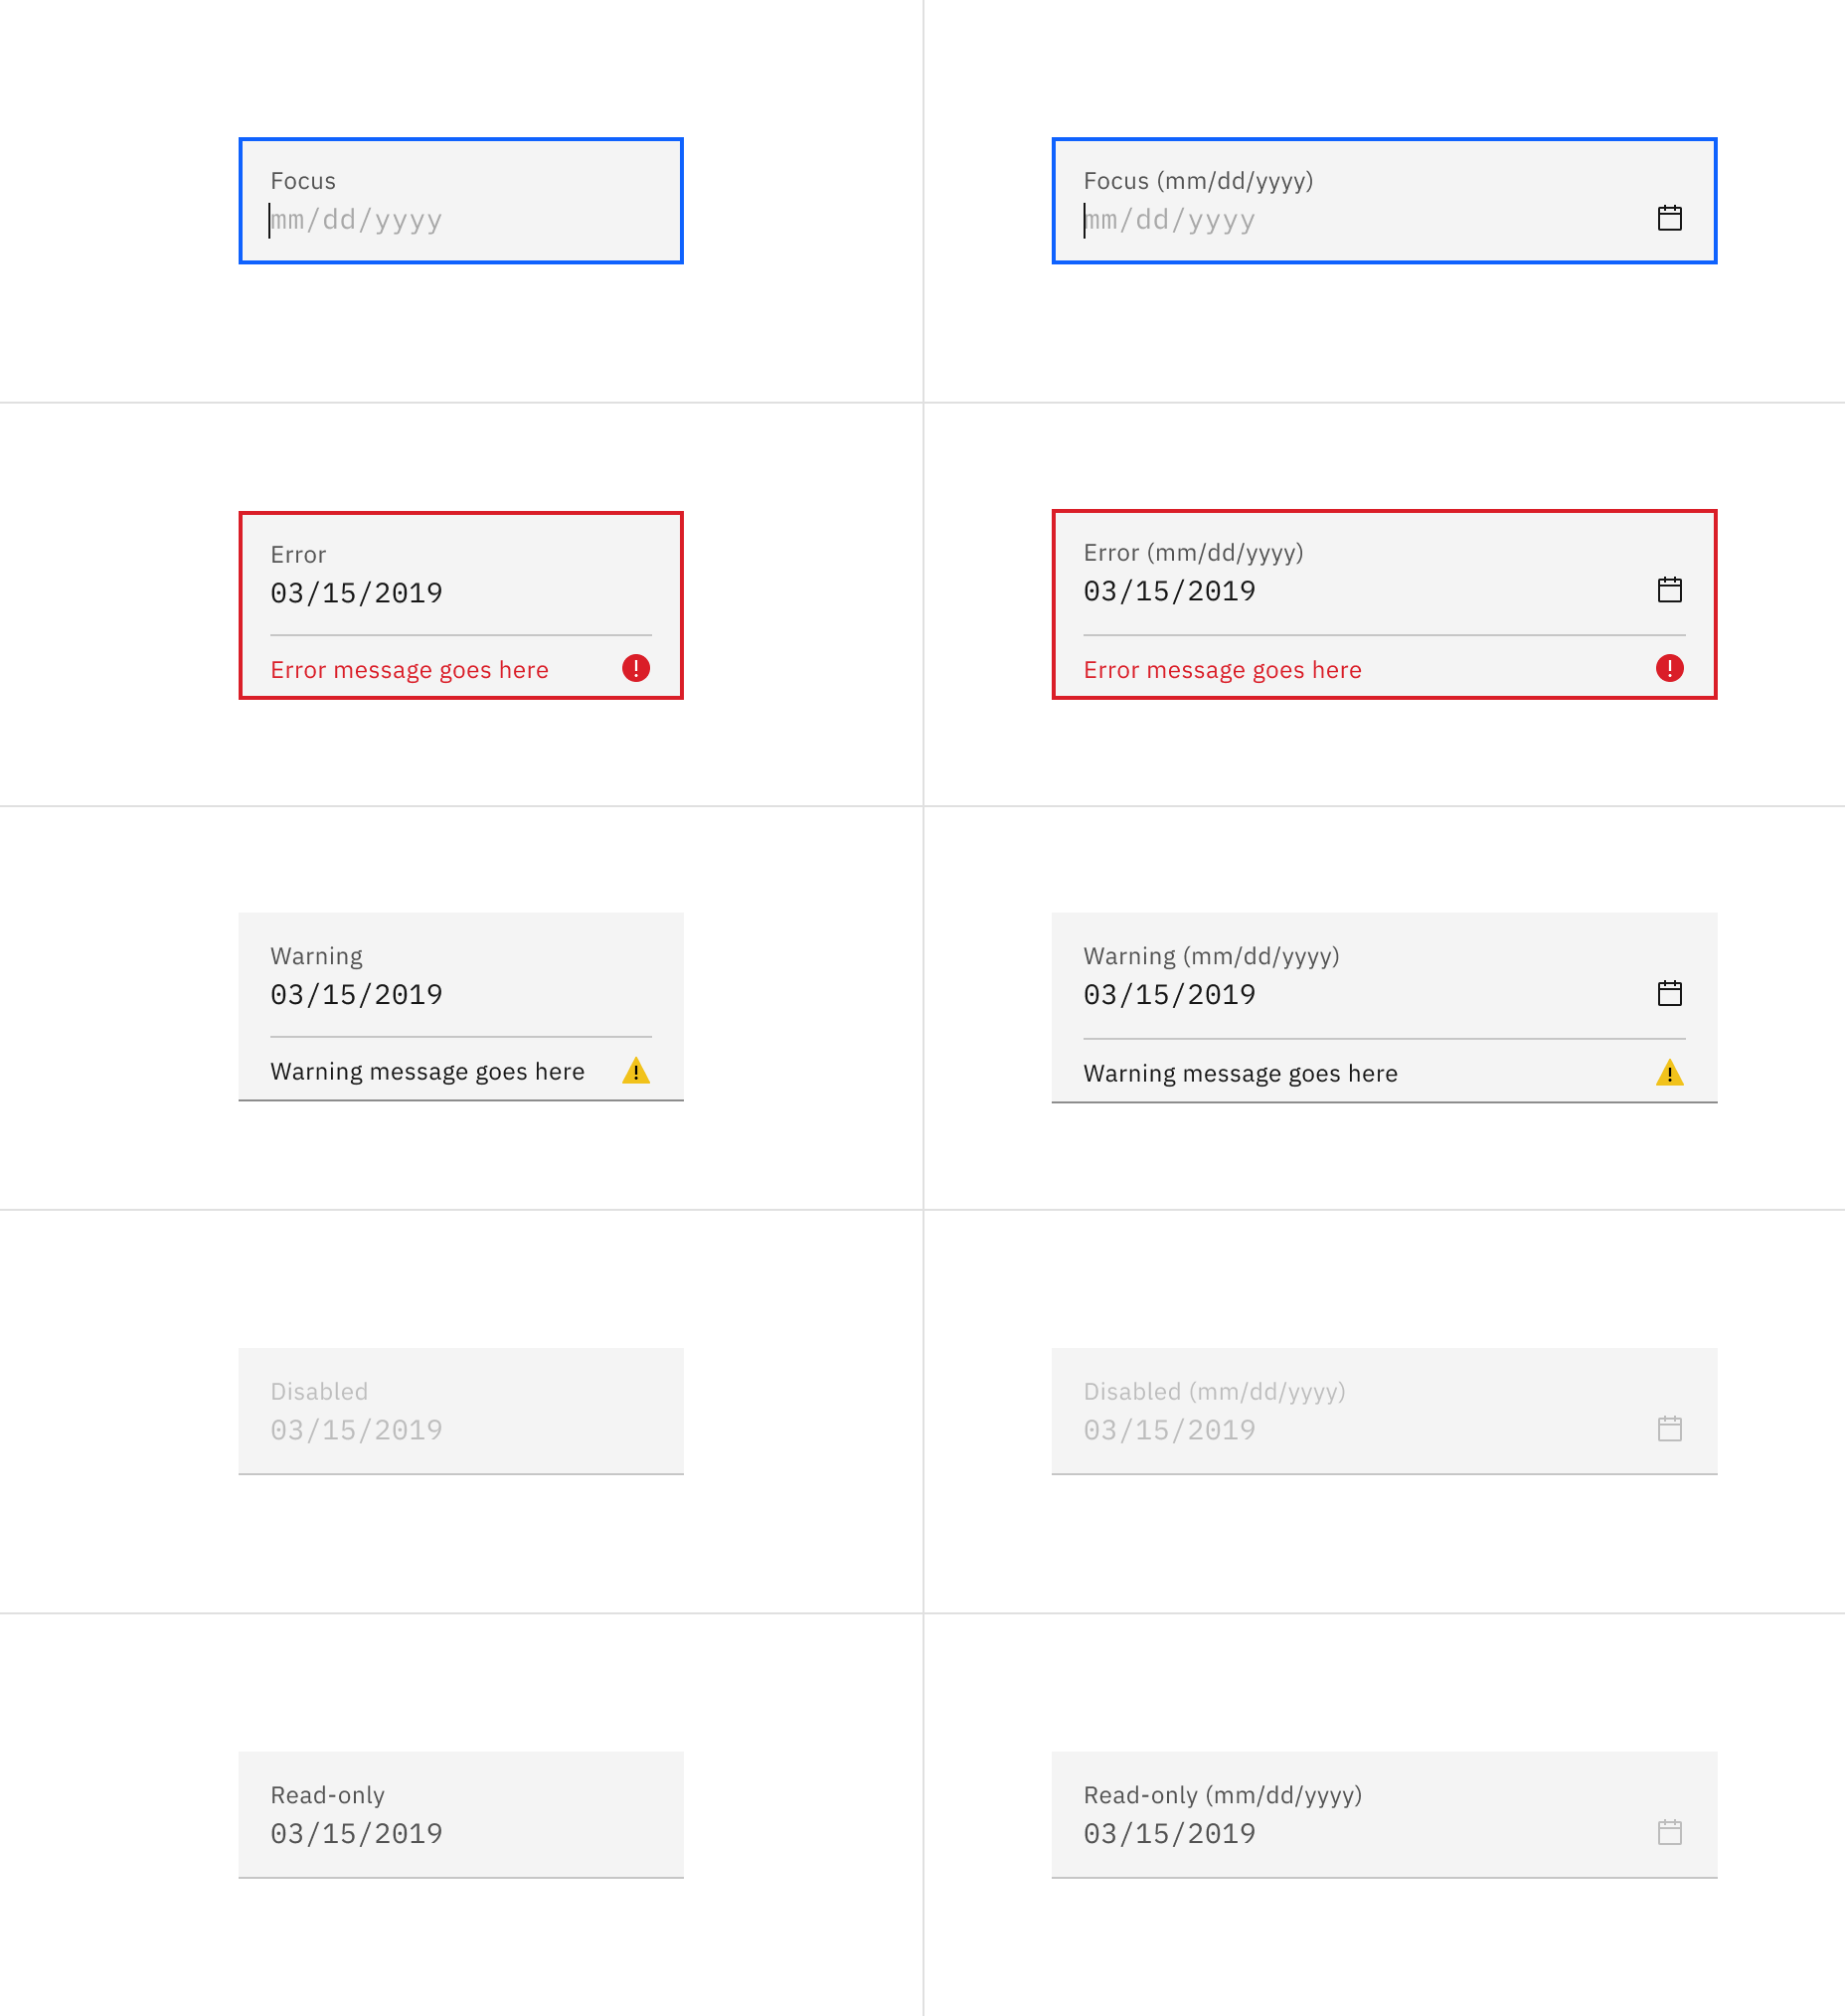 Focus
mm/dd/yyyy
Focus (mm/dd/yyyy)
mm/dd/yyyy
Error
03/15/2019
Error message goes here
Error (mm/dd/yyyy)
03/15/2019
Error message goes here
Warning
03/15/2019
Warning message goes here
Warning (mm/dd/yyyy)
03/15/2019
Warning message goes here
Disabled
03/15/2019
Disabled (mm/dd/yyyy)
03/15/2019
Read-only
03/15/2019
Read-only (mm/dd/yyyy)
03/15/2019